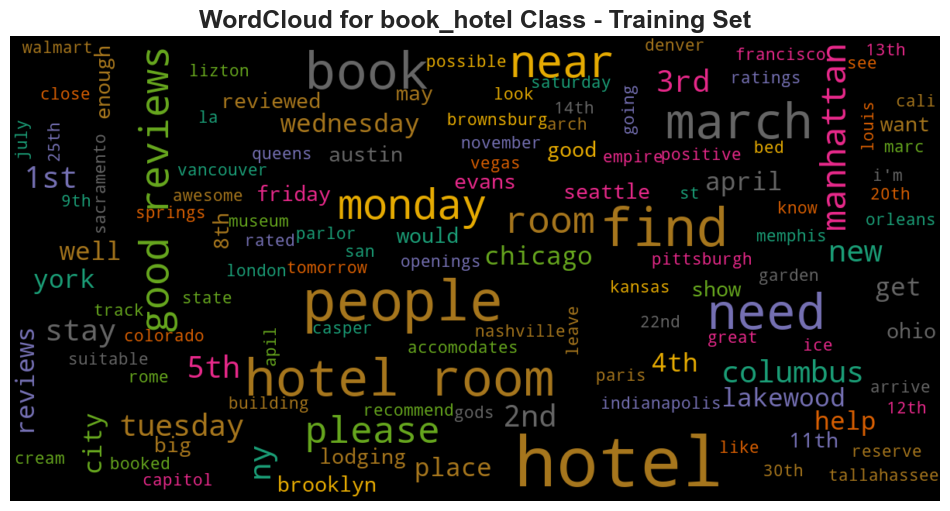 WordCloud for book_hotel Class - Training Set
walmart
close
enough
lizton
reviewed
la
book
possible
near
saturday
look
may
denver
3rd
francisco
ratings
13th
see
cali
want
louis
manhattan
july
25th
1st
9th
sacramento
good reviews
vancouver
awesome
springs
queens
wednesday
austin
brownsburg
14th
arch
november
good
vegas
going
empire
positive
bed
march
marc
i'm
20th
orleans
friday
evans
seattle
st
april
know
8th
museum
rated
parlor
monday
would
san
room
find
memphis
new
well
york
london
tomorrow
openings
chicago
pittsburgh
garden
kansas
show
get
track
state
people
need
stay
colorado
casper
nashville
leave
22nd
great
ice
ohio
suitable
apil
accomodates
rome
5th
hotel room
paris
4th
columbus
arrive
reviews
building
recommend
gods
2nd
indianapolis
lakewood
12th
tuesday
please
help
city
big
ny
lodging
place
hotel
like
11th
reserve
cream
booked
capitol
brooklyn
30th
tallahassee